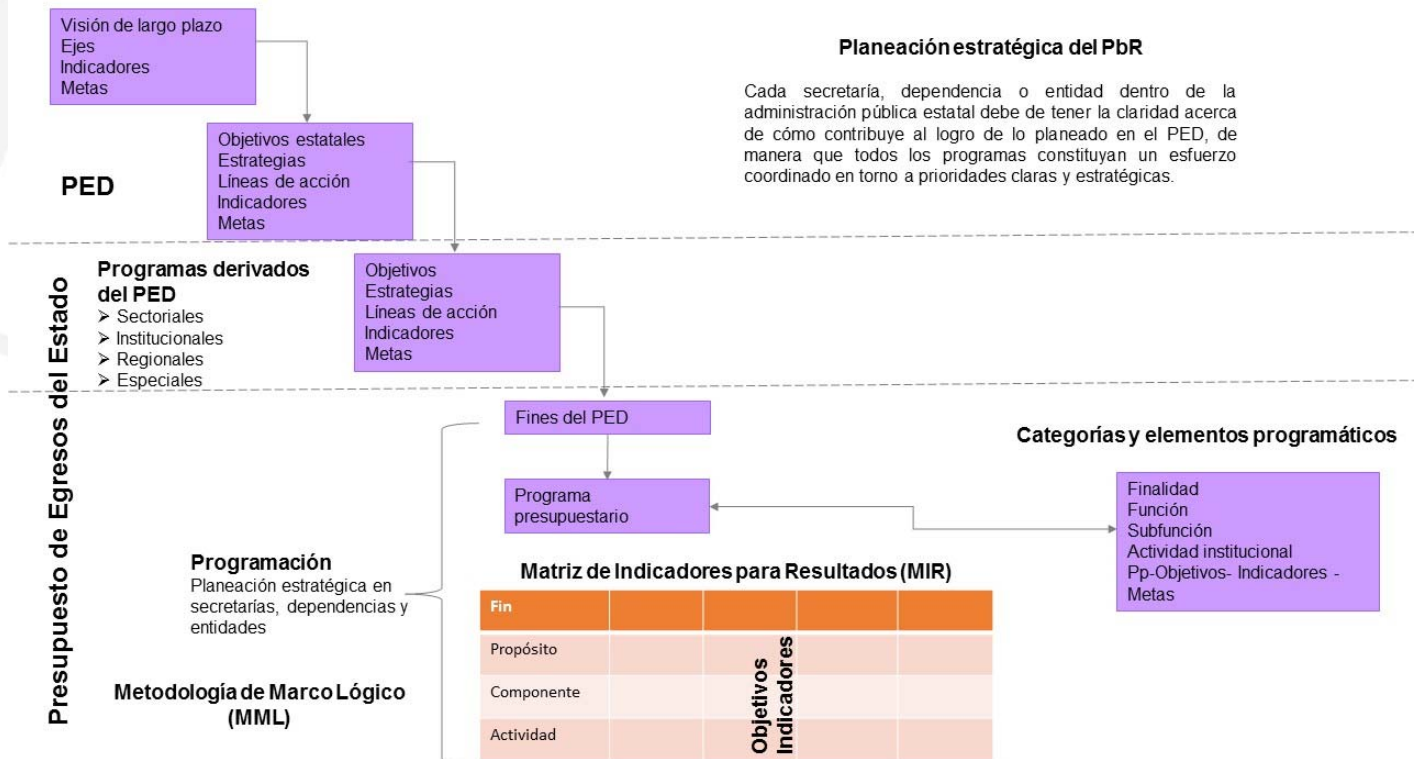 Visión de largo plazo
Ejes
Indicadores
Metas
Planeación estratégica del PbR
Cada secretaría, dependencia o entidad dentro de la
administración pública estatal debe de tener la claridad acerca
de cómo contribuye al logro de lo planeado en el PED, de
manera que todos los programas constituyan un esfuerzo
coordinado en torno a prioridades claras y estratégicas.
PED
Objetivos estatales
Estrategias
Líneas de acción
Indicadores
Metas
Presupuesto de Egresos del Estado
Programas derivados
del PED
➢ Sectoriales
➢ Institucionales
➢ Regionales
➢ Especiales
Objetivos
Estrategias
Líneas de acción
Indicadores
Metas
Fines del PED
Programa
presupuestario
Categorías y elementos programáticos
Finalidad
Función
Subfunción
Actividad institucional
Pp-Objetivos- Indicadores -
Metas
Programación
Planeación estratégica en
secretarías, dependencias y
entidades
Metodología de Marco Lógico
(MML)
Matriz de Indicadores para Resultados (MIR)
Fin
Propósito
Componente
Actividad
Objetivos
Indicadores